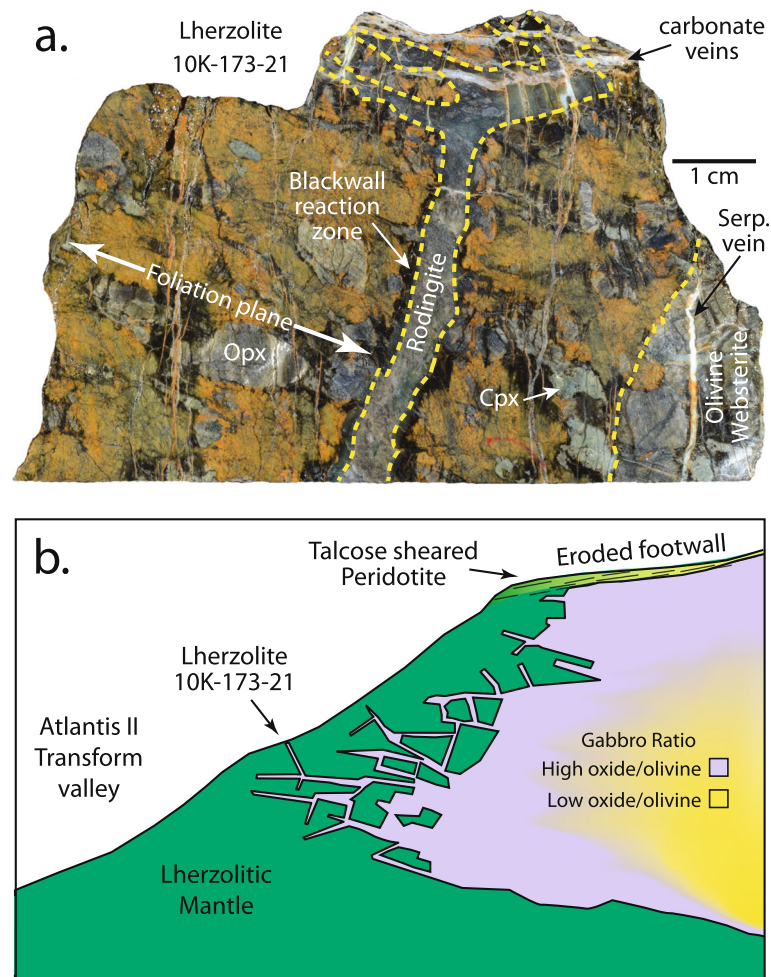 a.
Lherzolite
10K-173-21
carbonate
veins
1 cm
Blackwall
reaction
zone
Serp.
vein
Foliation plane
Rodingite
Opx
Cpx
Olivine
Websterite
b.
Talcose sheared
Peridotite
Eroded footwall
Lherzolite
10K-173-21
Atlantis II
Transform
valley
Gabbro Ratio
High oxide/olivine
Low oxide/olivine
Lherzolitic
Mantle